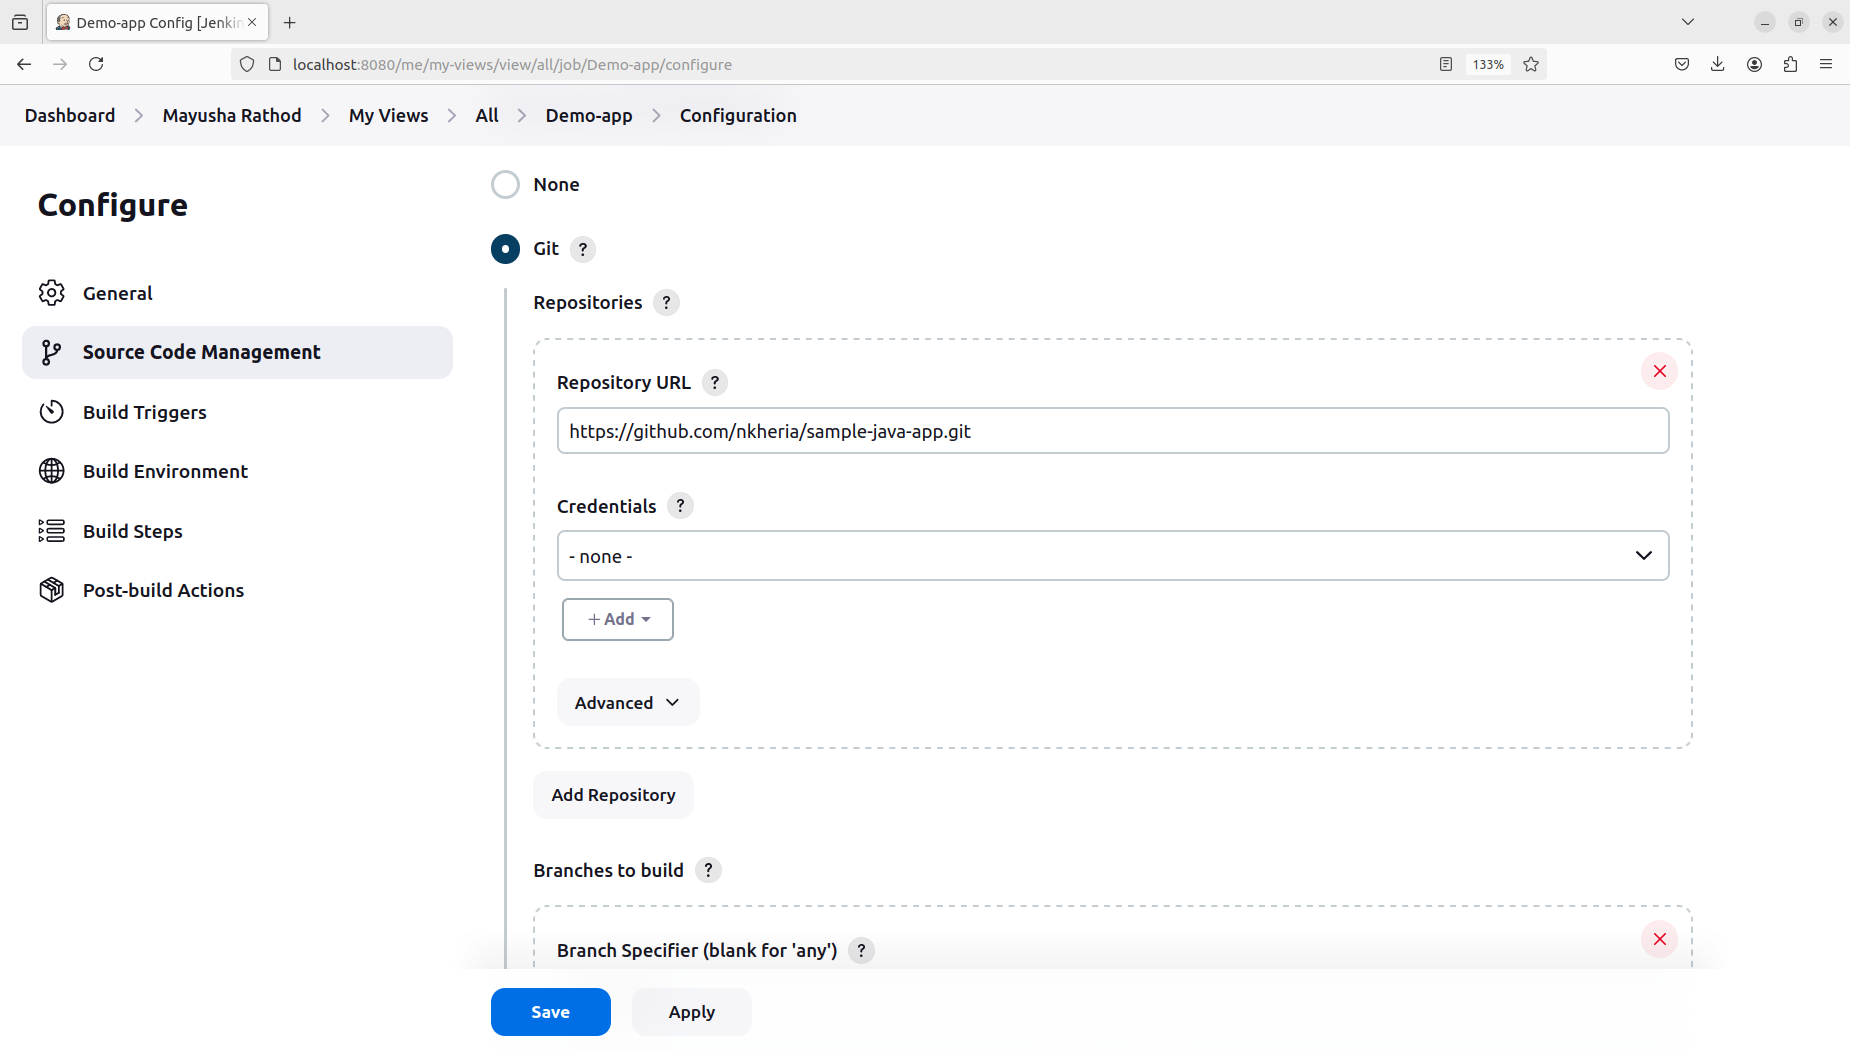 Demo-app Config [Jenkin
localhost:8080/me/my-views/view/all/job/Demo-app/configure
133%
Dashboard > Mayusha Rathod > My Views > All > Demo-app > Configuration
Configure
General
Source Code Management
Build Triggers
Build Environment
Build Steps
Post-build Actions
None
Git ?
Repositories ?
Repository URL ?
https://github.com/nkheria/sample-java-app.git
Credentials ?
- none -
+ Add
Advanced
Add Repository
Branches to build ?
Branch Specifier (blank for 'any') ?
Save
Apply